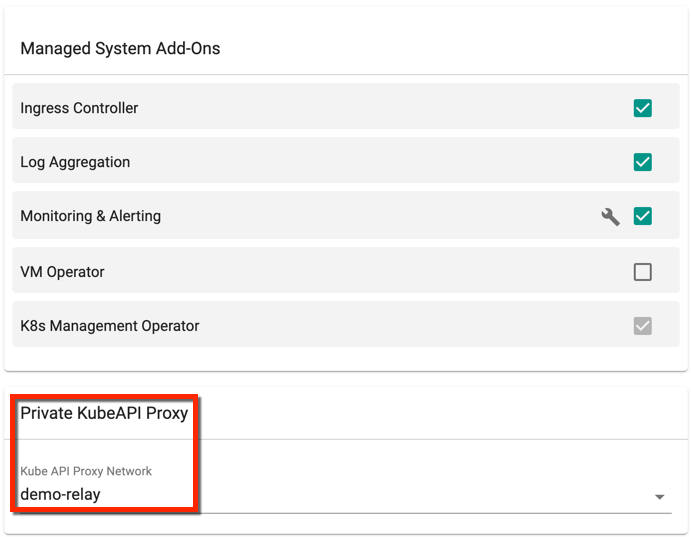 Managed System Add-Ons
Ingress Controller
Log Aggregation
Monitoring & Alerting
VM Operator
K8s Management Operator
Private KubeAPI Proxy
Kube API Proxy Network
demo-relay